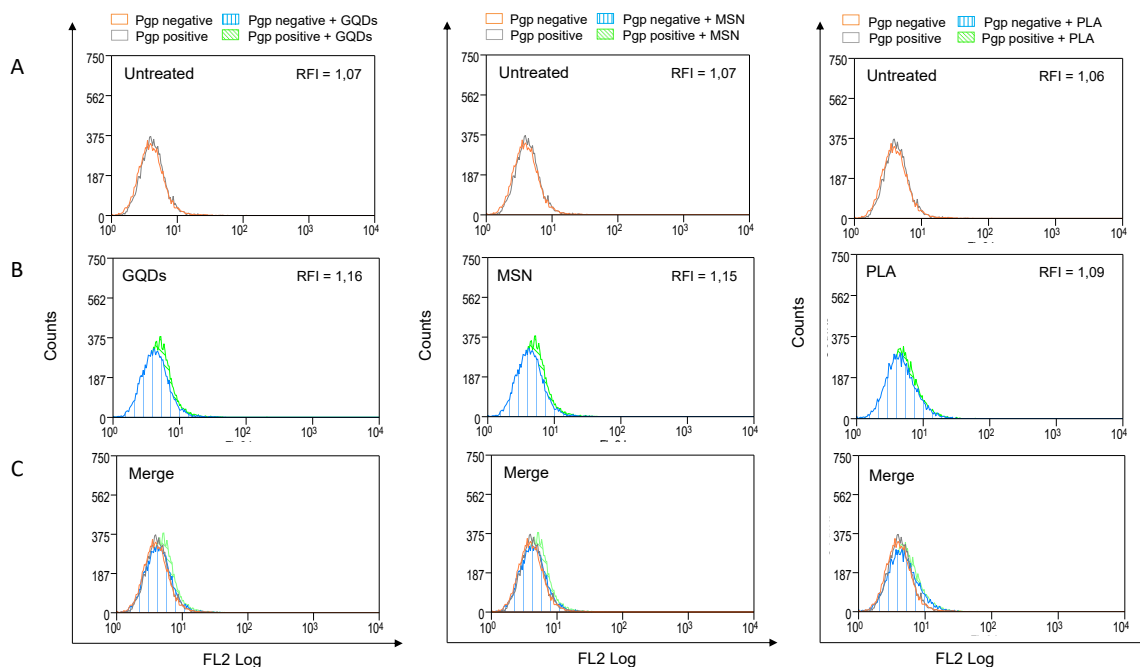 Pgp negative Pgp negative + GQDs
Pgp positive Pgp positive + GQDs
Pgp negative Pgp negative + MSN
Pgp positive Pgp positive + MSN
Pgp negative Pgp negative + PLA
Pgp positive Pgp positive + PLA
A
Untreated RFI = 1,07
750
562
375
187
0
10⁰ 10¹ 10² 10³ 10⁴
Untreated RFI = 1,07
750
562
375
187
0
10⁰ 10¹ 10² 10³ 10⁴
Untreated RFI = 1,06
750
562
375
187
0
10⁰ 10¹ 10² 10³ 10⁴
B
GQDs RFI = 1,16
750
562
375
187
0
10⁰ 10¹ 10² 10³ 10⁴
MSN RFI = 1,15
750
562
375
187
0
10⁰ 10¹ 10² 10³ 10⁴
PLA RFI = 1,09
750
562
375
187
0
10⁰ 10¹ 10² 10³ 10⁴
Counts
Counts
Counts
C
Merge
750
562
375
187
0
10⁰ 10¹ 10² 10³ 10⁴
Merge
750
562
375
187
0
10⁰ 10¹ 10² 10³ 10⁴
Merge
750
562
375
187
0
10⁰ 10¹ 10² 10³ 10⁴
FL2 Log
FL2 Log
FL2 Log